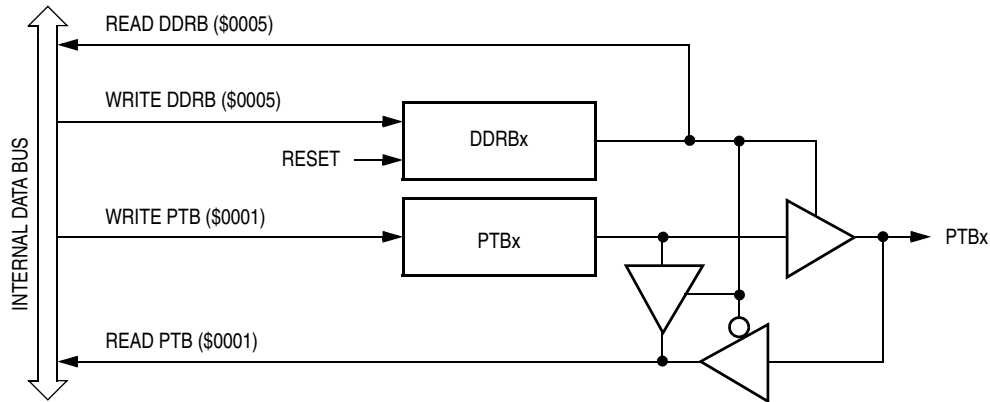 READ DDRB ($0005)
WRITE DDRB ($0005)
DDRBx
RESET
INTERNAL DATA BUS
WRITE PTB ($0001)
PTBx
PTBx
READ PTB ($0001)